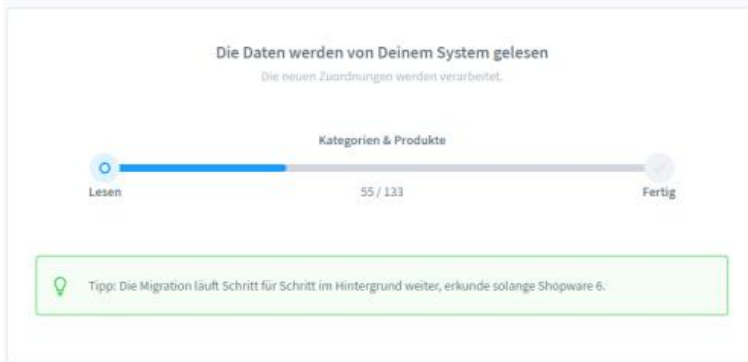 Die Daten werden von Deinem System gelesen
Die neuen Zuordnungen werden verarbeitet.
Kategorien & Produkte
Lesen
55 / 133
Fertig
Tipp: Die Migration läuft Schritt für Schritt im Hintergrund weiter, erkunde solange Shopware 6.